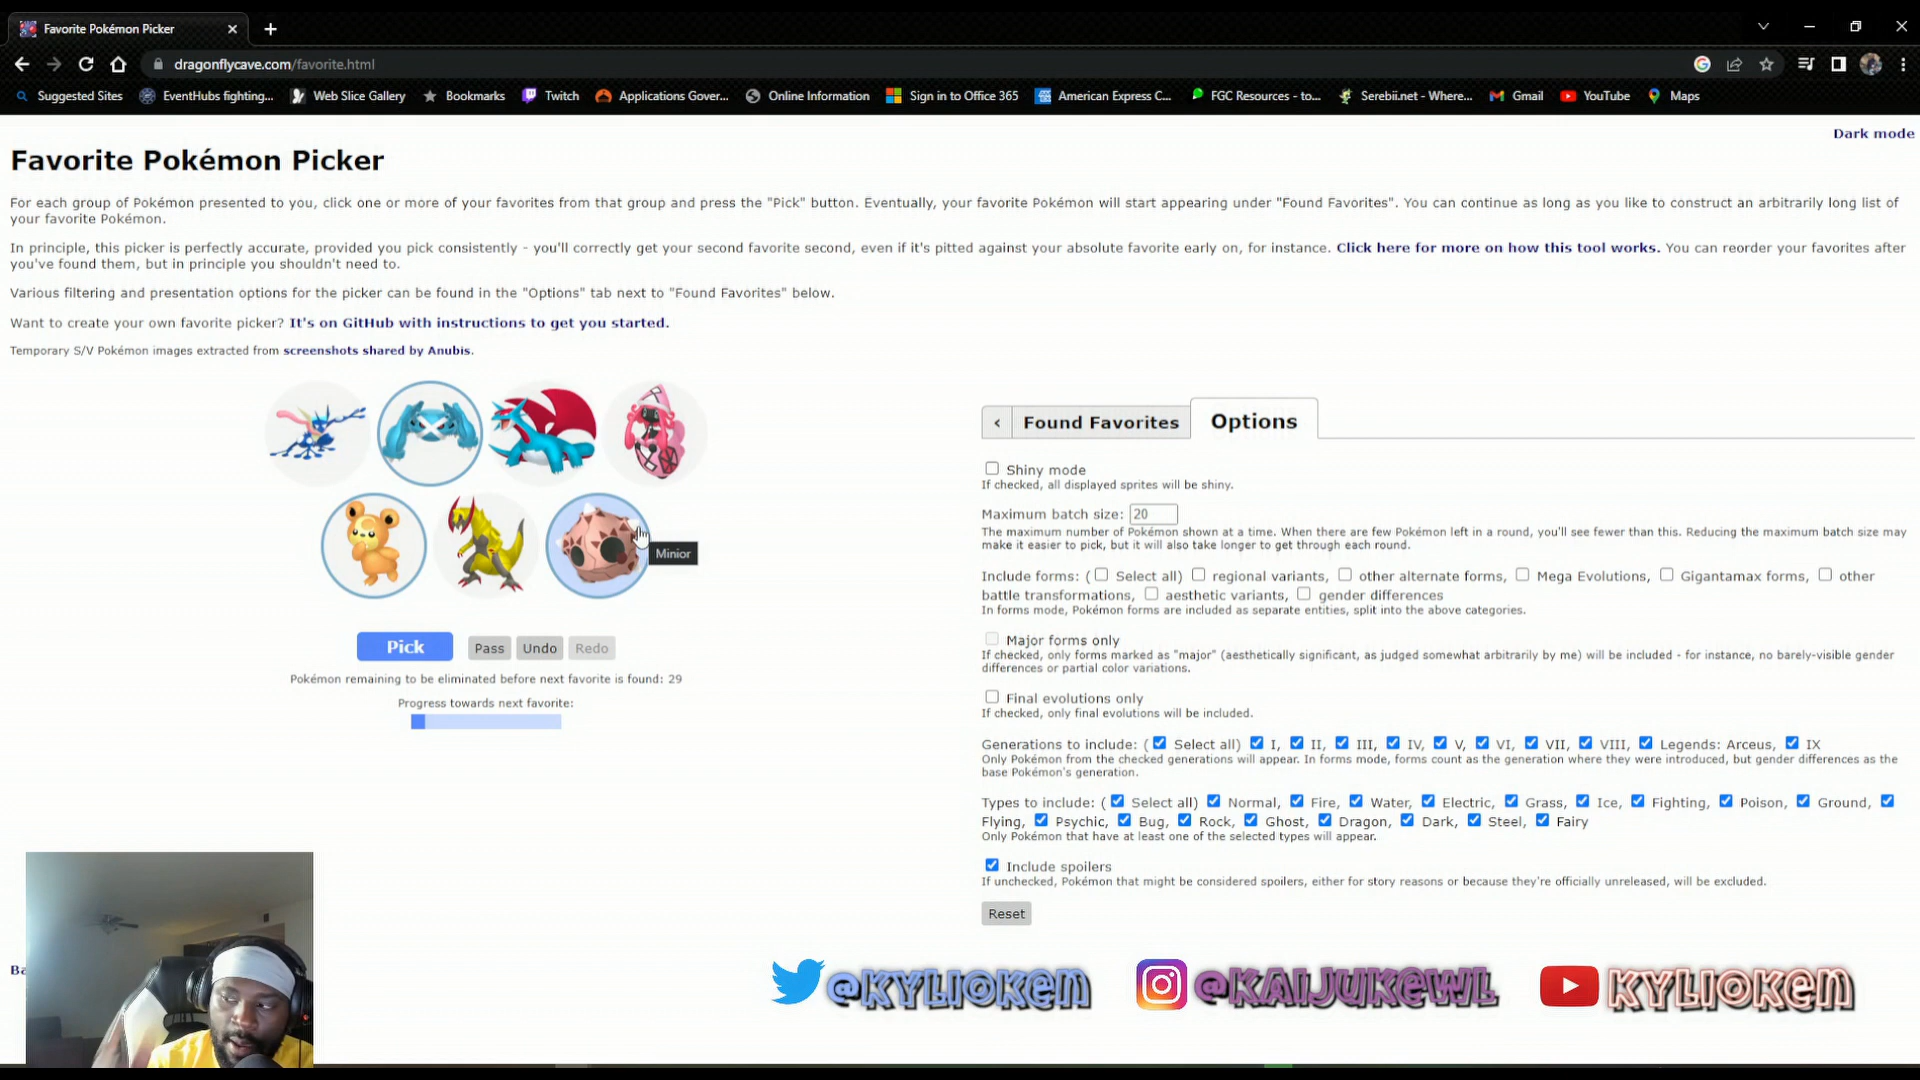 Favorite Pokémon Picker
dragonflycave.com/favorite.html
Suggested Sites
EventHubs fighting...
Web Slice Gallery
Bookmarks
Twitch
Applications Gover...
Online Information
Sign in to Office 365
American Express C...
FGC Resources - to...
Serebii.net - Where...
Gmail
YouTube
Maps
Dark mode
Favorite Pokémon Picker
For each group of Pokémon presented to you, click one or more of your favorites from that group and press the "Pick" button. Eventually, your favorite Pokémon will start appearing under "Found Favorites". You can continue as long as you like to construct an arbitrarily long list of
your favorite Pokémon.
In principle, this picker is perfectly accurate, provided you pick consistently - you'll correctly get your second favorite second, even if it's pitted against your absolute favorite early on, for instance. Click here for more on how this tool works. You can reorder your favorites after
you've found them, but in principle you shouldn't need to.
Various filtering and presentation options for the picker can be found in the "Options" tab next to "Found Favorites" below.
Want to create your own favorite picker? It's on GitHub with instructions to get you started.
Temporary S/V Pokémon images extracted from screenshots shared by Anubis.
Minior
Pick
Pass
Undo
Redo
Pokémon remaining to be eliminated before next favorite is found: 29
Progress towards next favorite:
‹ Found Favorites
Options
Shiny mode
If checked, all displayed sprites will be shiny.
Maximum batch size: 20
The maximum number of Pokémon shown at a time. When there are few Pokémon left in a round, you'll see fewer than this. Reducing the maximum batch size may
make it easier to pick, but it will also take longer to get through each round.
Include forms: ( Select all) regional variants, other alternate forms, Mega Evolutions, Gigantamax forms, other
battle transformations, aesthetic variants, gender differences
In forms mode, Pokémon forms are included as separate entities, split into the above categories.
Major forms only
If checked, only forms marked as "major" (aesthetically significant, as judged somewhat arbitrarily by me) will be included - for instance, no barely-visible gender
differences or partial color variations.
Final evolutions only
If checked, only final evolutions will be included.
Generations to include: ( Select all) I, II, III, IV, V, VI, VII, VIII, Legends: Arceus, IX
Only Pokémon from the checked generations will appear. In forms mode, forms count as the generation where they were introduced, but gender differences as the
base Pokémon's generation.
Types to include: ( Select all) Normal, Fire, Water, Electric, Grass, Ice, Fighting, Poison, Ground,
Flying, Psychic, Bug, Rock, Ghost, Dragon, Dark, Steel, Fairy
Only Pokémon that have at least one of the selected types will appear.
Include spoilers
If unchecked, Pokémon that might be considered spoilers, either for story reasons or because they're officially unreleased, will be excluded.
Reset
Ba
@KYLIOKEN
@KAIJUKEWL
KYLIOKEN